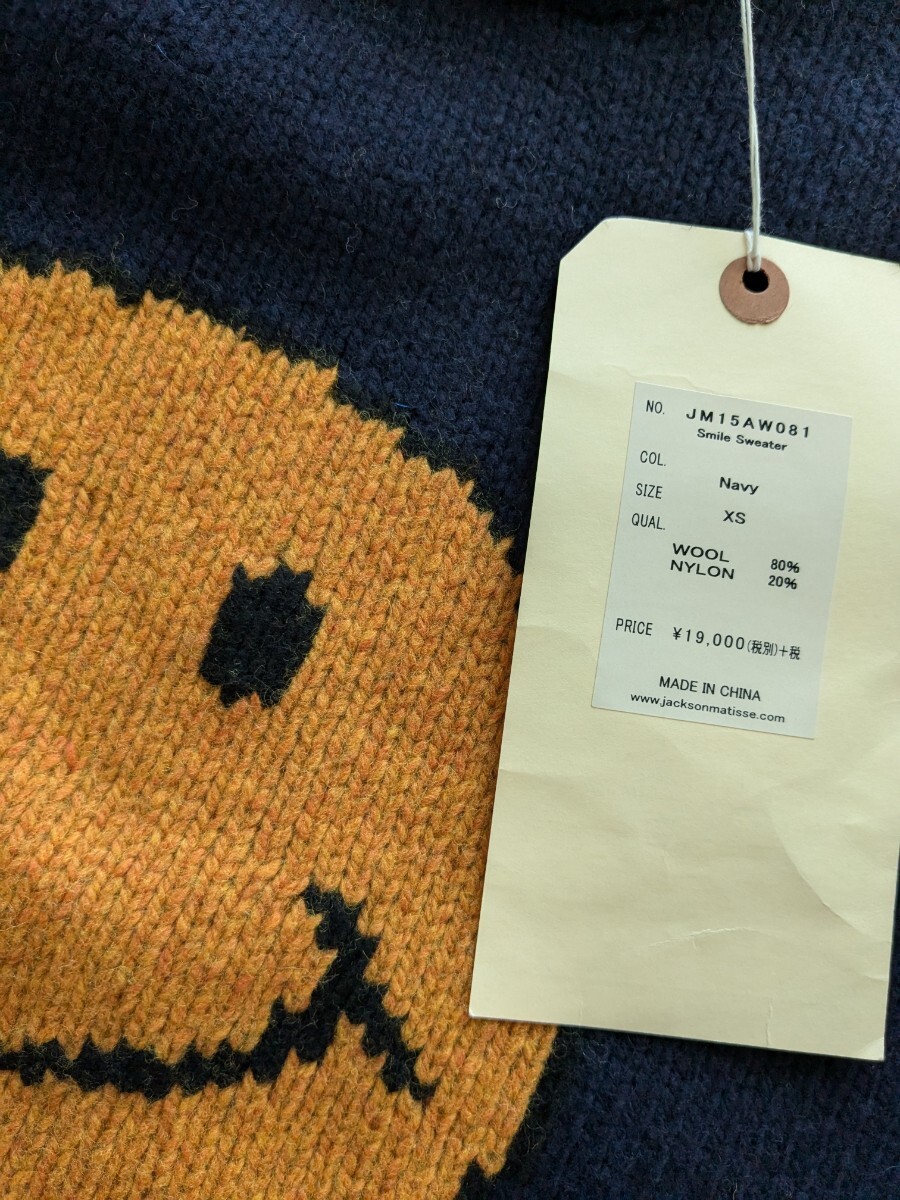 NO. JM15AW081
Smile Sweater
COL. Navy
SIZE XS
QUAL.
WOOL 80%
NYLON 20%
PRICE ¥19,000(税別)+税
MADE IN CHINA
www.jacksonmatisse.com